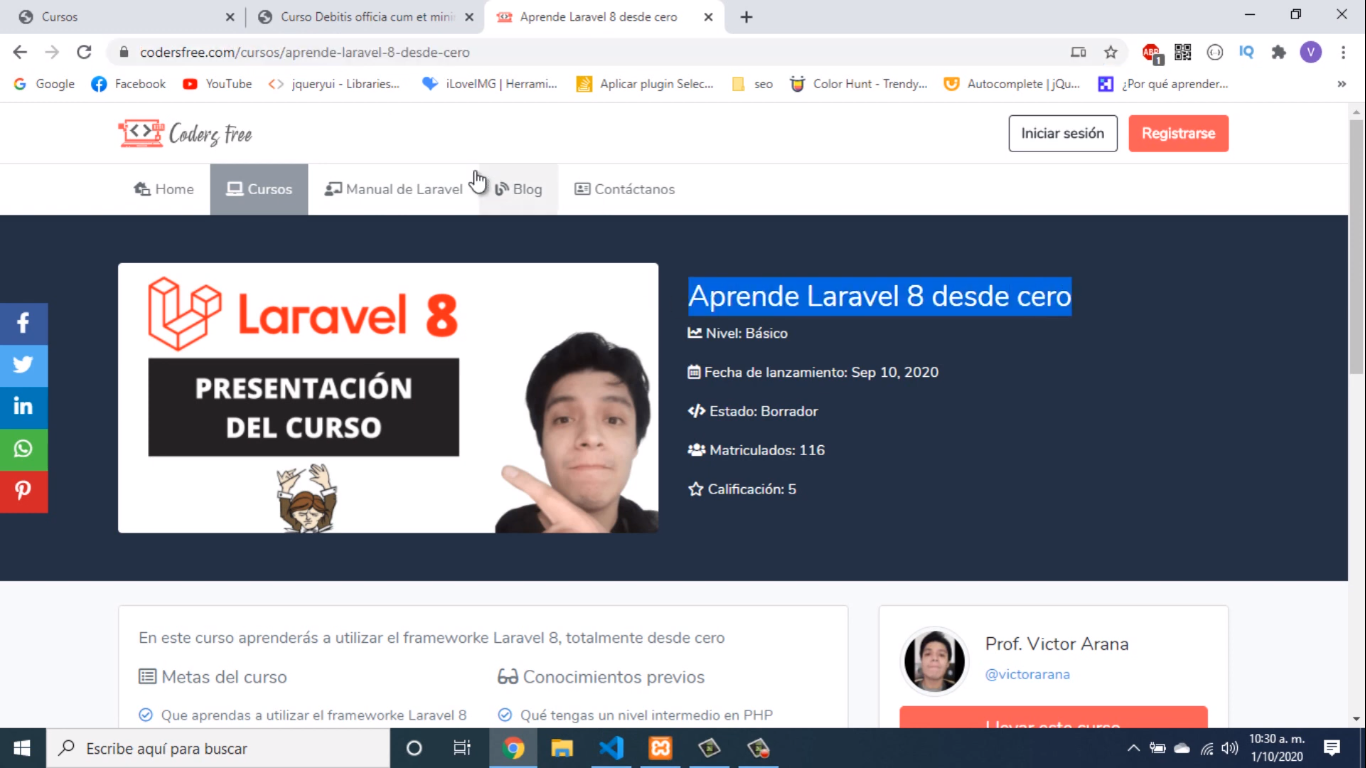 Cursos
Curso Debitis officia cum et mini
Aprende Laravel 8 desde cero
codersfree.com/cursos/aprende-laravel-8-desde-cero
ABP
1
IQ
V
Google
Facebook
YouTube
jqueryui - Libraries...
iLoveIMG | Herrami...
Aplicar plugin Selec...
seo
Color Hunt - Trendy...
Autocomplete | jQu...
¿Por qué aprender...
»
Coders Free
Iniciar sesión
Registrarse
Home
Cursos
Manual de Laravel
Blog
Contáctanos
Laravel 8
PRESENTACIÓN
DEL CURSO
Aprende Laravel 8 desde cero
Nivel: Básico
Fecha de lanzamiento: Sep 10, 2020
Estado: Borrador
Matriculados: 116
Calificación: 5
En este curso aprenderás a utilizar el frameworke Laravel 8, totalmente desde cero
Metas del curso
Conocimientos previos
Que aprendas a utilizar el frameworke Laravel 8
Qué tengas un nivel intermedio en PHP
Prof. Victor Arana
@victorarana
Llevar este curso
Escribe aquí para buscar
10:30 a. m.
1/10/2020